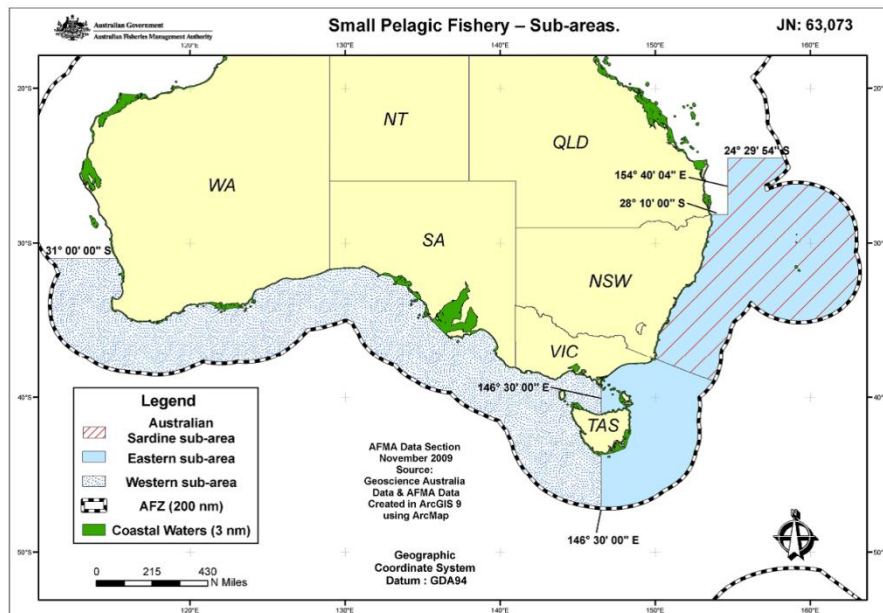 Australian Government
Australian Fisheries Management Authority
Small Pelagic Fishery – Sub-areas.
JN: 63,073
120°E
130°E
140°E
150°E
160°E
20°S
20°S
NT
QLD
WA
24° 29' 54" S
154° 40' 04" E
28° 10' 00" S
SA
31° 00' 00" S
30°S
30°S
NSW
VIC
146° 30' 00" E
40°S
40°S
TAS
Legend
Australian
Sardine sub-area
Eastern sub-area
Western sub-area
AFZ (200 nm)
Coastal Waters (3 nm)
AFMA Data Section
November 2009
Source:
Geoscience Australia
Data & AFMA Data
Created in ArcGIS 9
using ArcMap
146° 30' 00" E
Geographic
Coordinate System
Datum : GDA94
50°S
50°S
0 215 430
N Miles
120°E
130°E
140°E
150°E
160°E